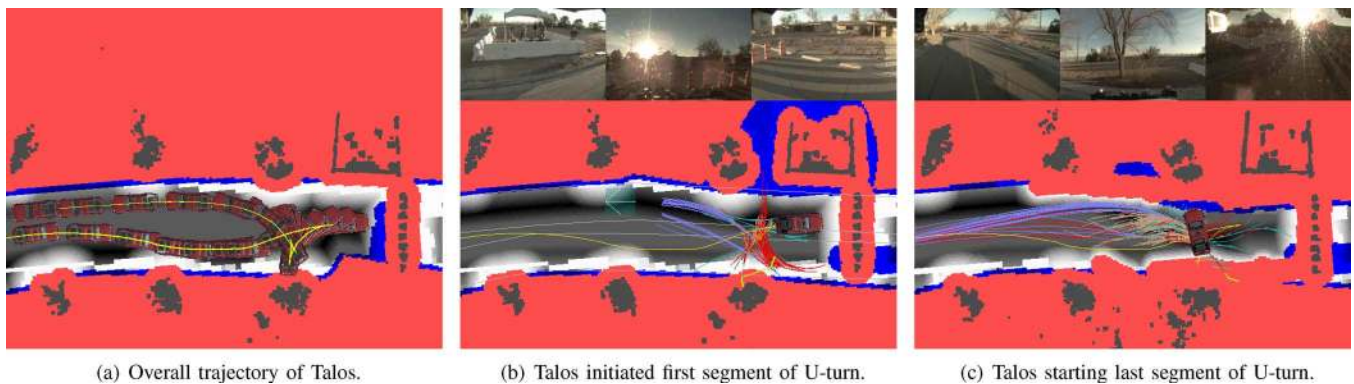 (a) Overall trajectory of Talos.
(b) Talos initiated first segment of U-turn.
(c) Talos starting last segment of U-turn.